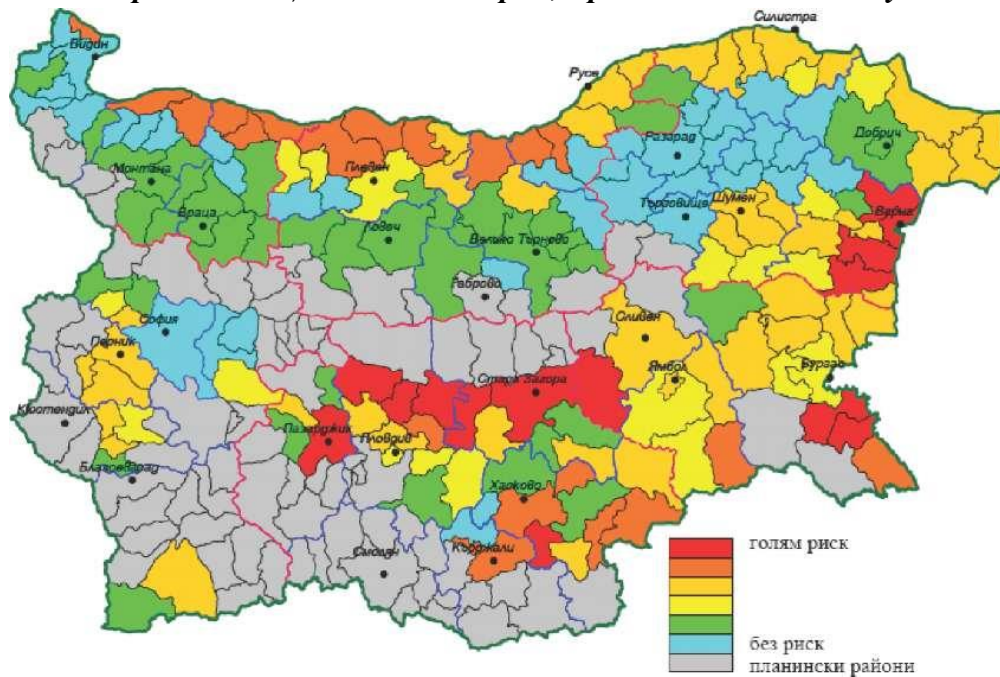 Силистра
Видин
Русе
Разград
Добрич
Монтана
Плевен
Търговище
Шумен
Варна
Враца
Ловеч
Велико Търново
Габрово
София
Сливен
Перник
Ямбол
Бургас
Стара Загора
Кюстендил
Пазарджик
Пловдив
Благоевград
Хасково
Смолян
Кърджали
голям риск
без риск
планински райони